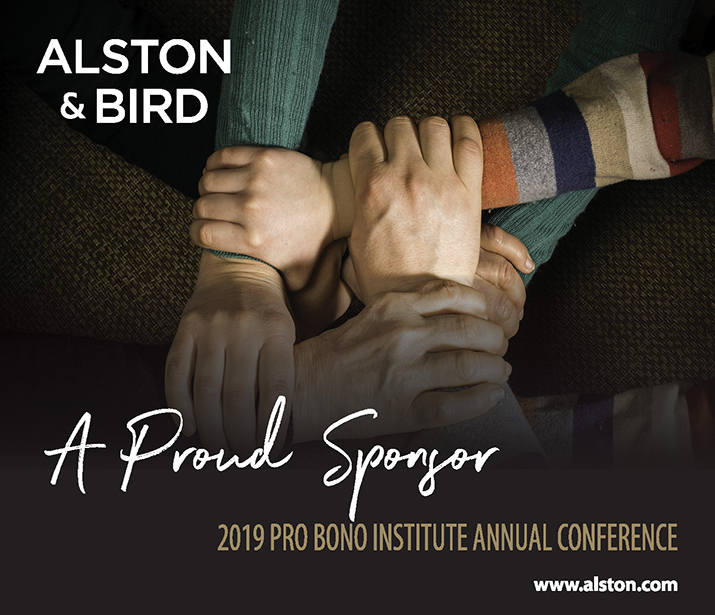 ALSTON
& BIRD
A Proud Sponsor
2019 PRO BONO INSTITUTE ANNUAL CONFERENCE
www.alston.com